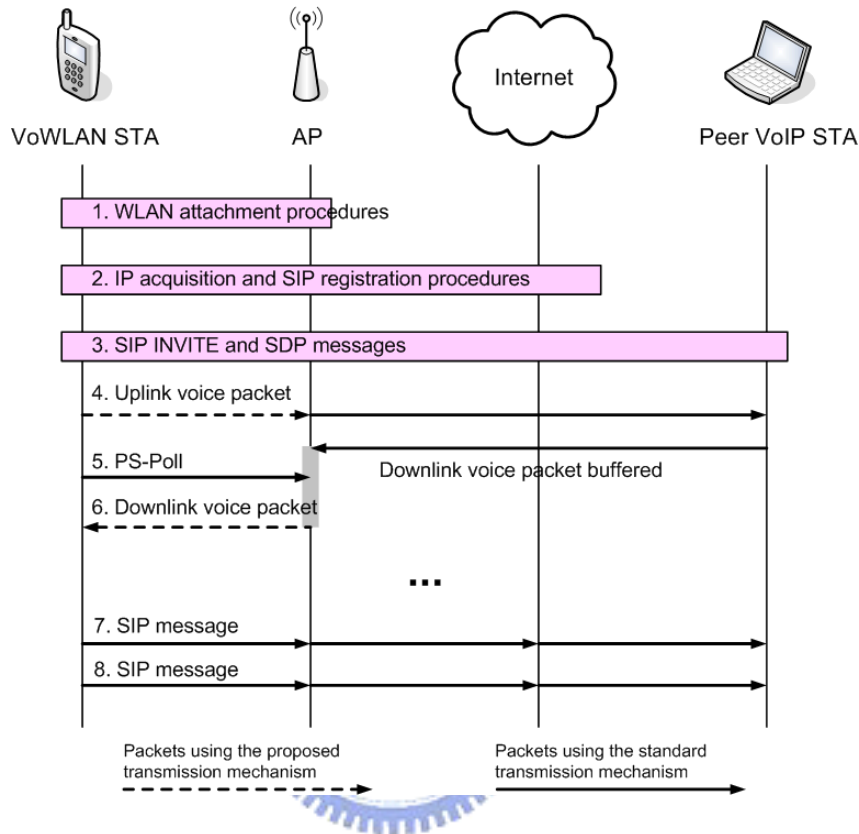 Internet
VoWLAN STA
AP
Peer VoIP STA
1. WLAN attachment procedures
2. IP acquisition and SIP registration procedures
3. SIP INVITE and SDP messages
4. Uplink voice packet
5. PS-Poll
Downlink voice packet buffered
6. Downlink voice packet
...
7. SIP message
8. SIP message
Packets using the proposed
transmission mechanism
Packets using the standard
transmission mechanism